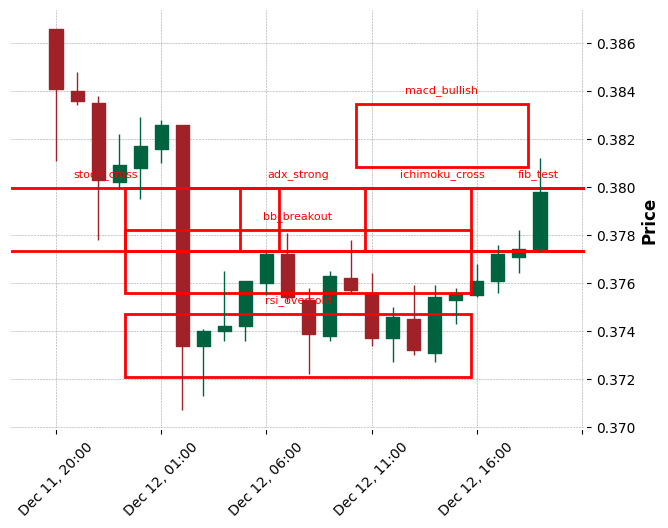 0.386
macd_bullish
0.384
0.382
stoch_cross adx_strong ichimoku_cross fib_test
0.380
bb_breakout
0.378
Price
0.376
rsi_oversold
0.374
0.372
0.370
Dec 11, 20:00 Dec 12, 01:00 Dec 12, 06:00 Dec 12, 11:00 Dec 12, 16:00